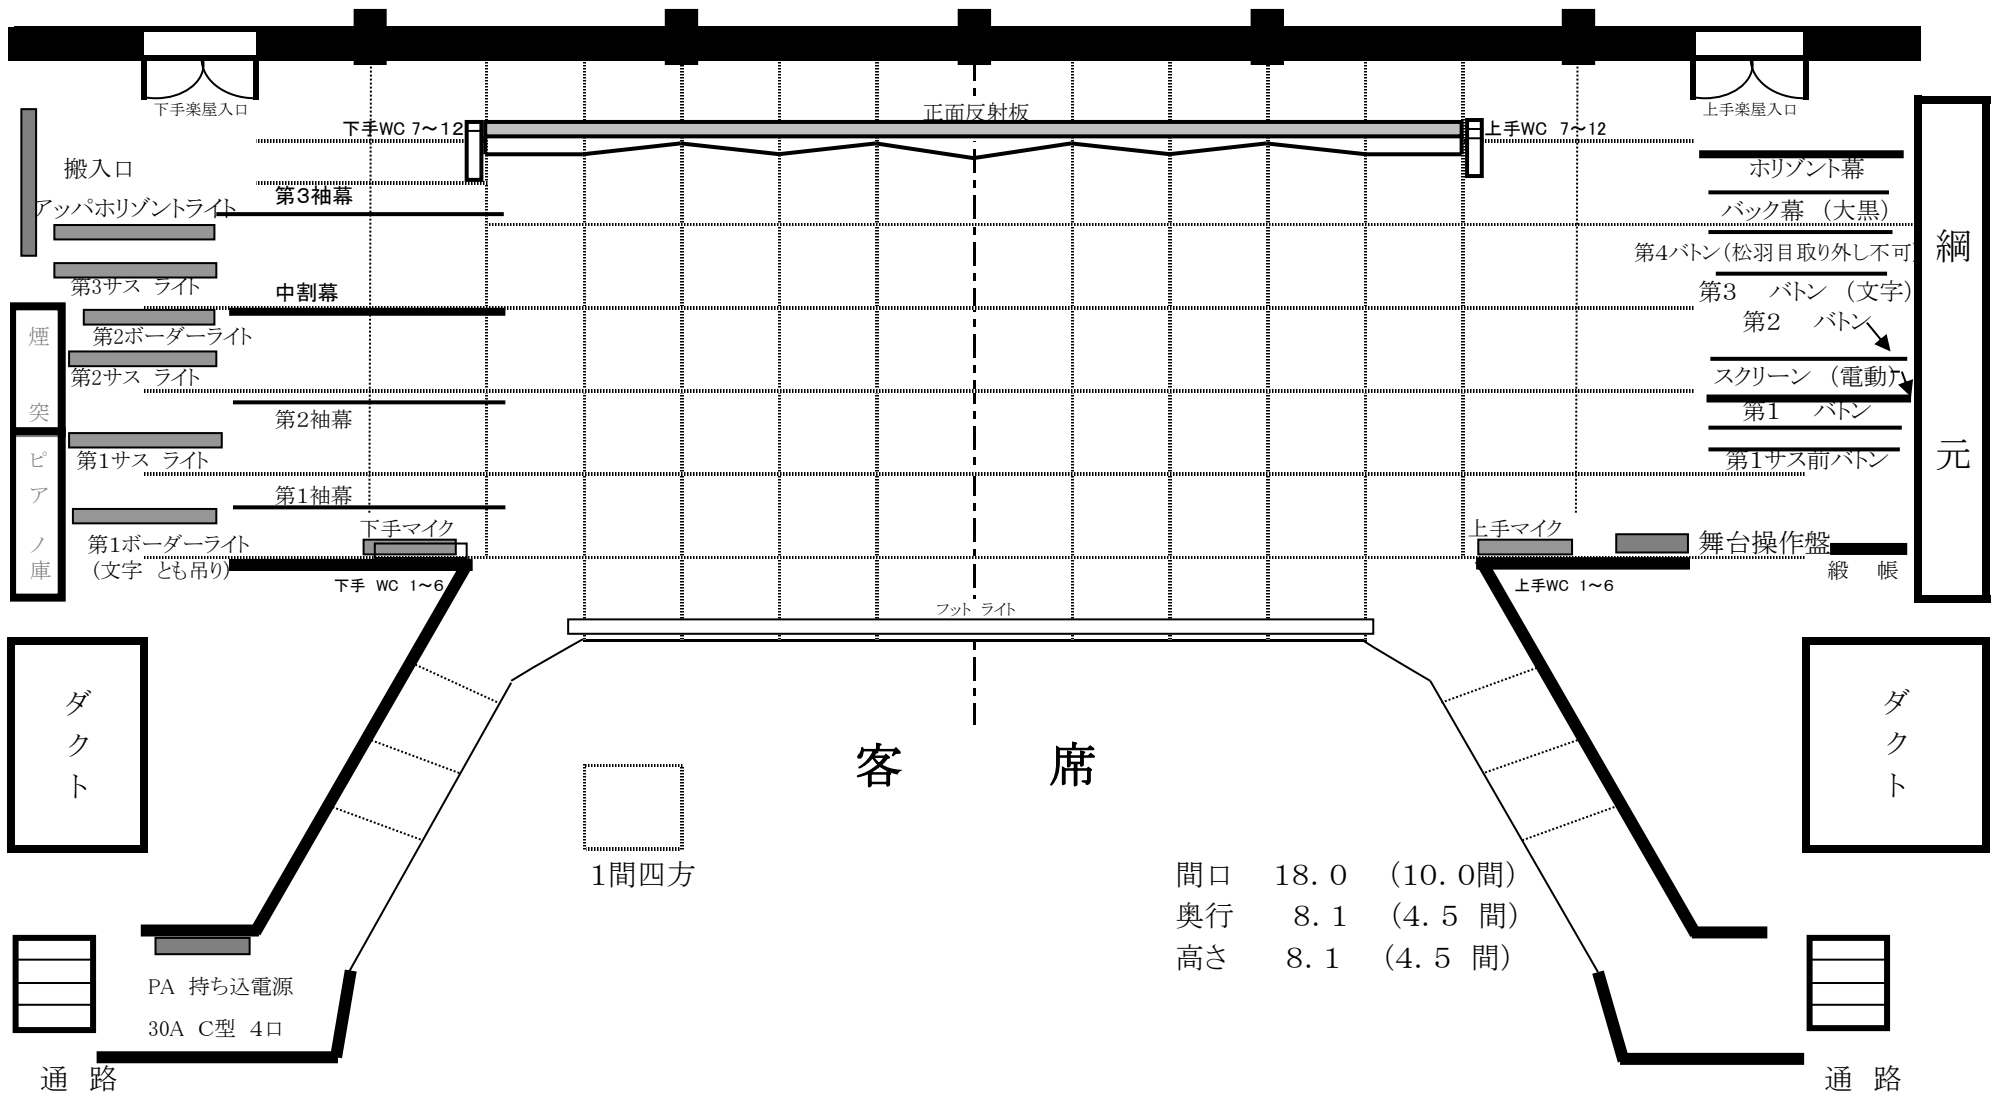 下手楽屋入口
上手楽屋入口
正面反射板
下手WC 7～12
上手WC 7～12
搬入口
第3袖幕
アッパホリゾントライト
第3サス ライト
中割幕
第2ボーダーライト
第2サス ライト
第2袖幕
第1サス ライト
第1袖幕
下手マイク
第1ボーダーライト
(文字 とも吊り)
下手 WC 1～6
煙突
ピアノ庫
ホリゾント幕
バック幕 (大黒)
第4バトン(松羽目取り外し不可)
第3 バトン (文字)
第2 バトン
スクリーン (電動)
第1 バトン
第1サス前バトン
上手マイク
舞台操作盤
緞帳
上手WC 1～6
綱元
フット ライト
ダクト
ダクト
客席
1間四方
間口 18.0 (10.0間)
奥行 8.1 (4.5 間)
高さ 8.1 (4.5 間)
PA 持ち込電源
30A C型 4口
通路
通路